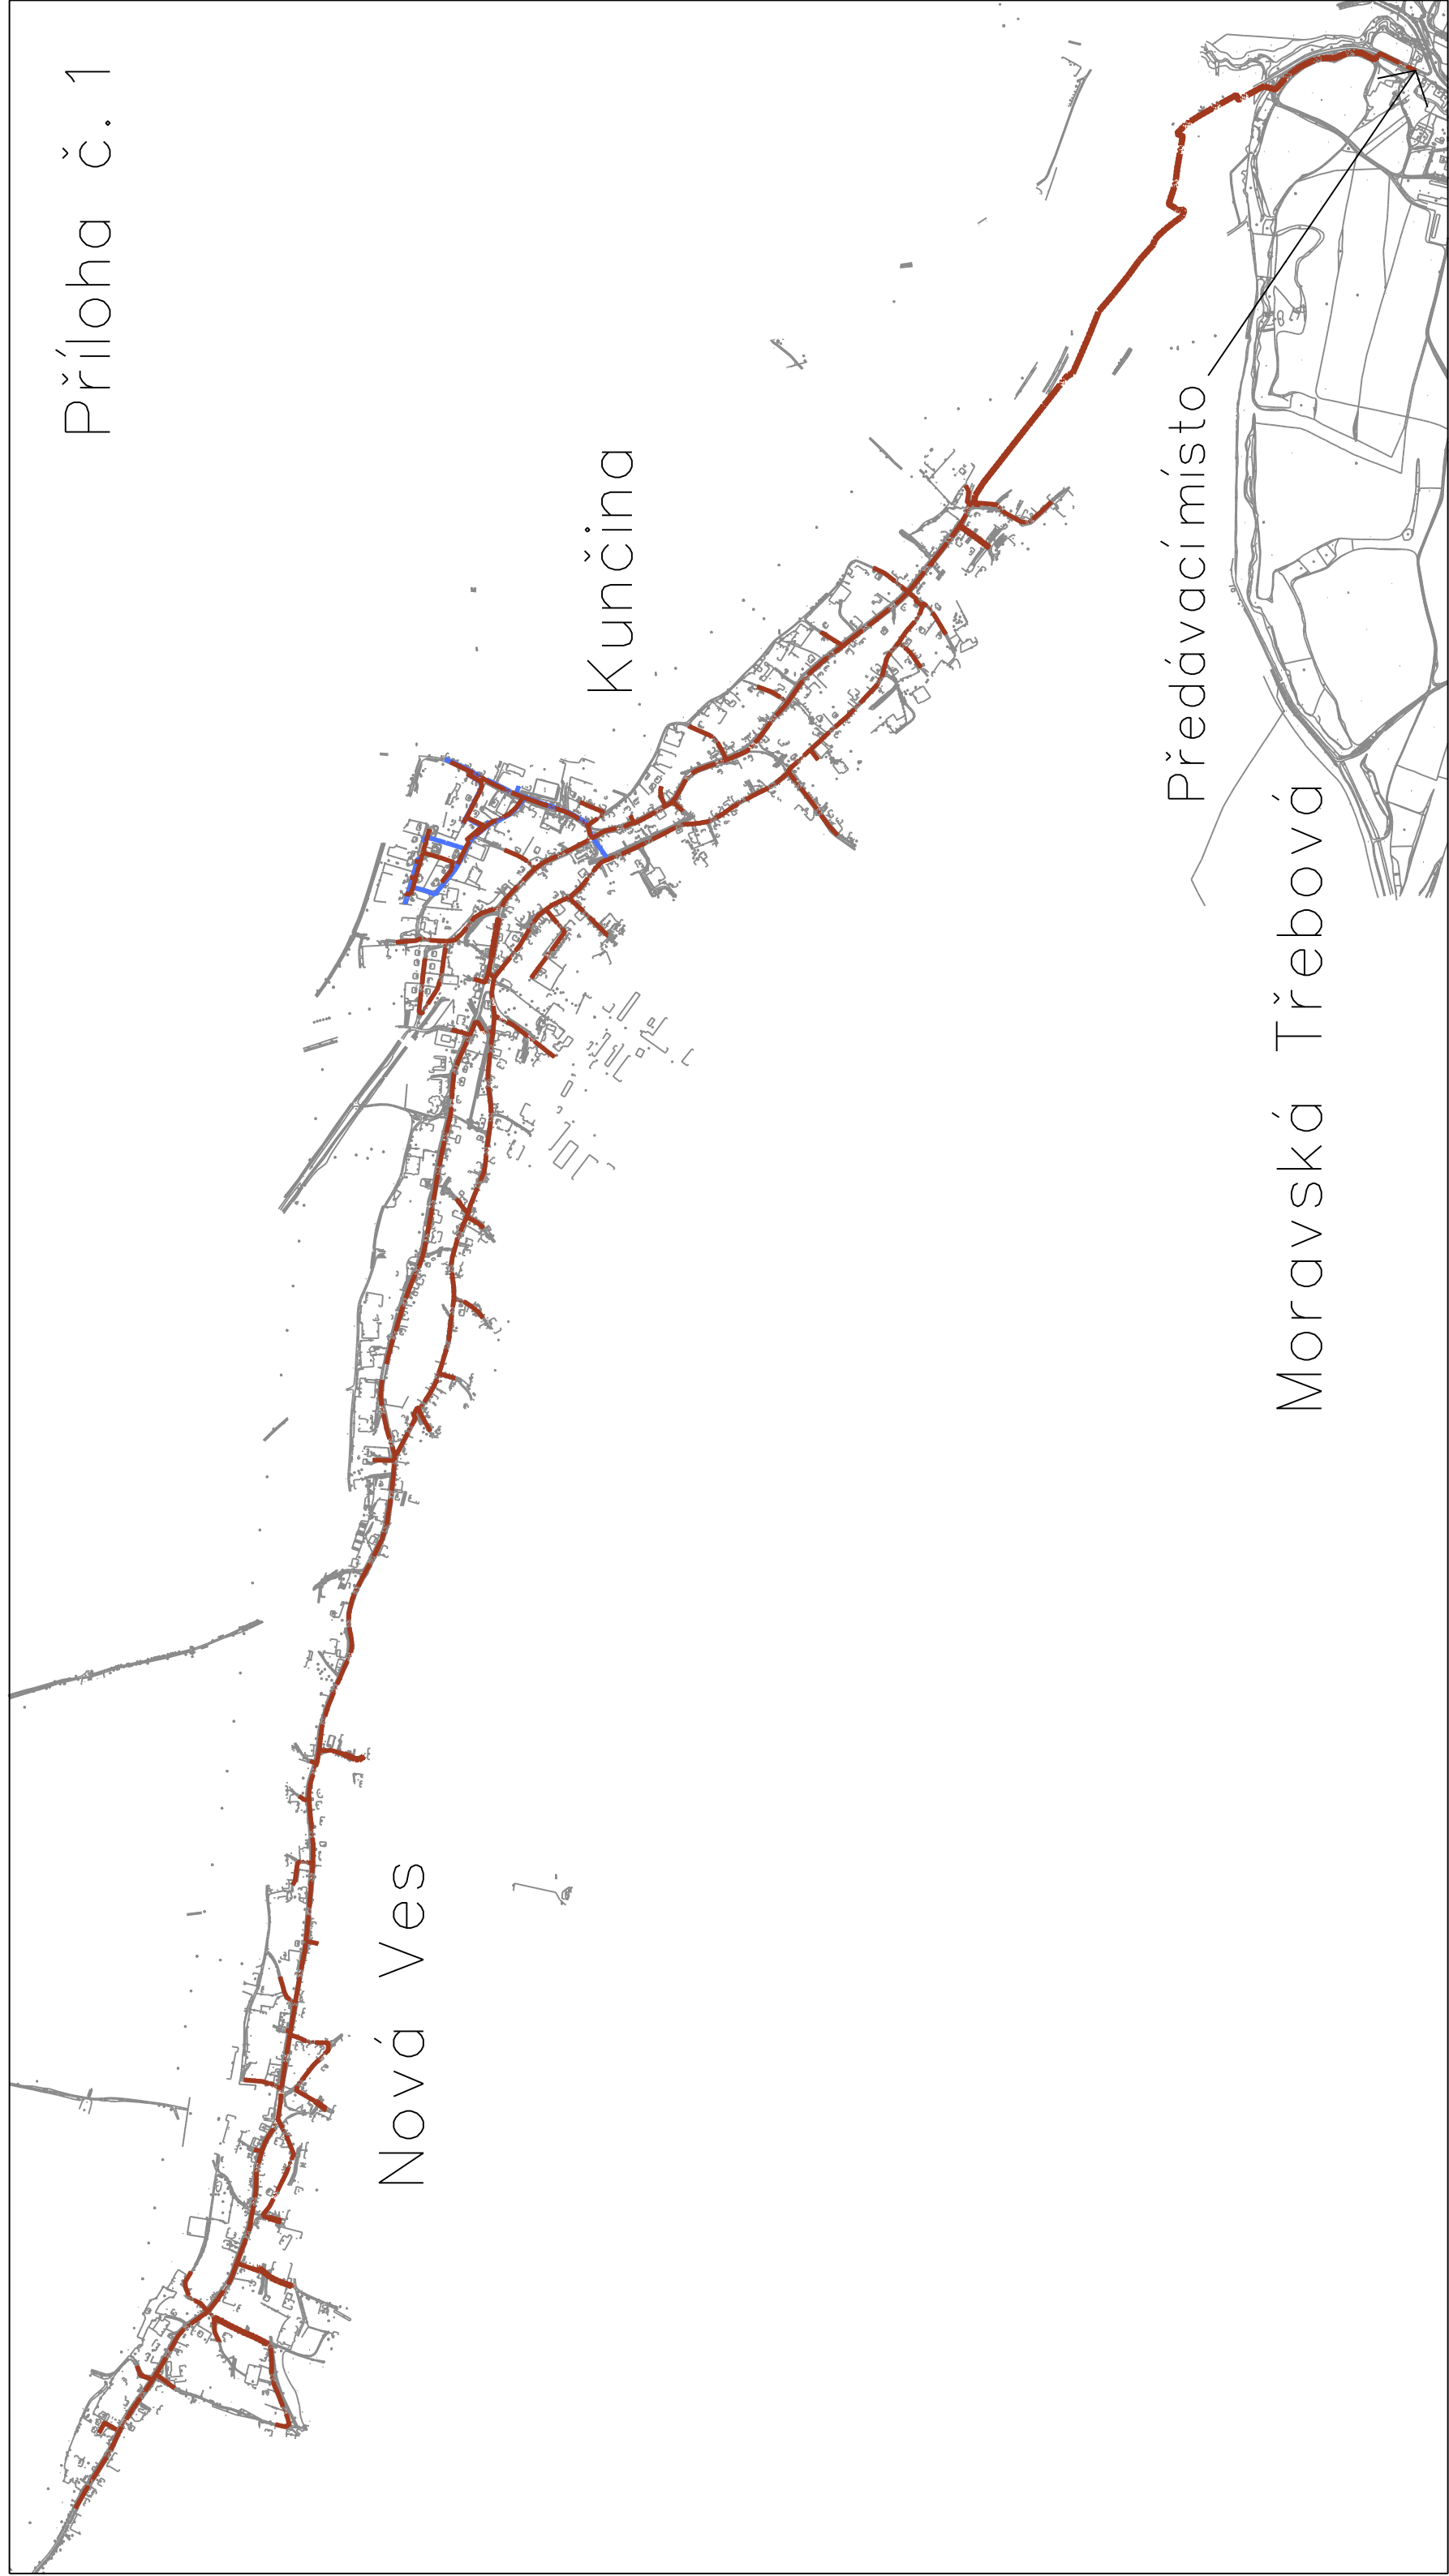 Příloha č. 1
Kunčina
Předávací místo
Nová Ves
Moravská Třebová